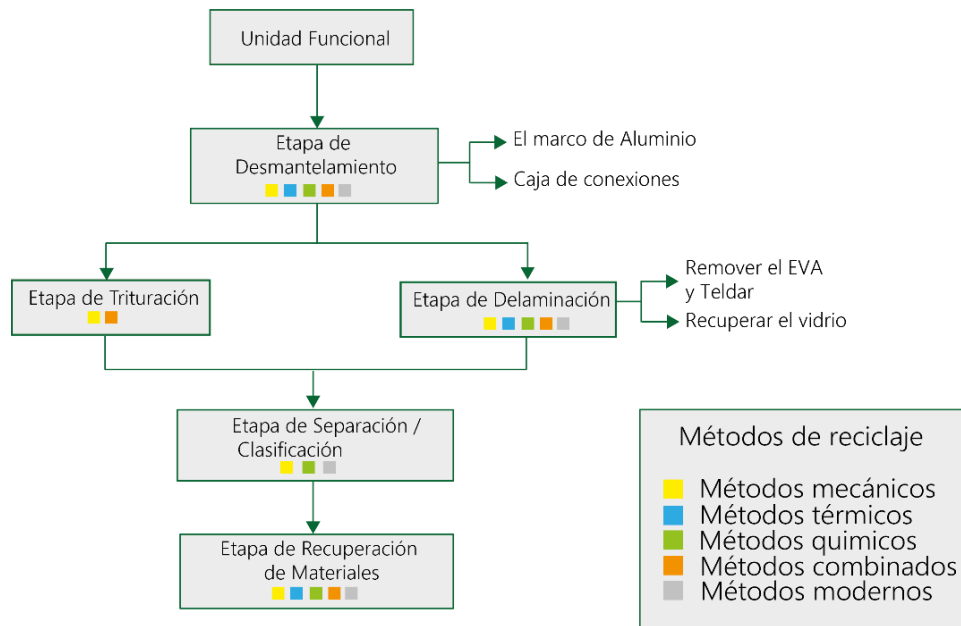 Unidad Funcional
Etapa de
Desmantelamiento
El marco de Aluminio
Caja de conexiones
Etapa de Trituración
Etapa de Delaminación
Remover el EVA
y Teldar
Recuperar el vidrio
Etapa de Separación /
Clasificación
Etapa de Recuperación
de Materiales
Métodos de reciclaje
Métodos mecánicos
Métodos térmicos
Métodos quimicos
Métodos combinados
Métodos modernos